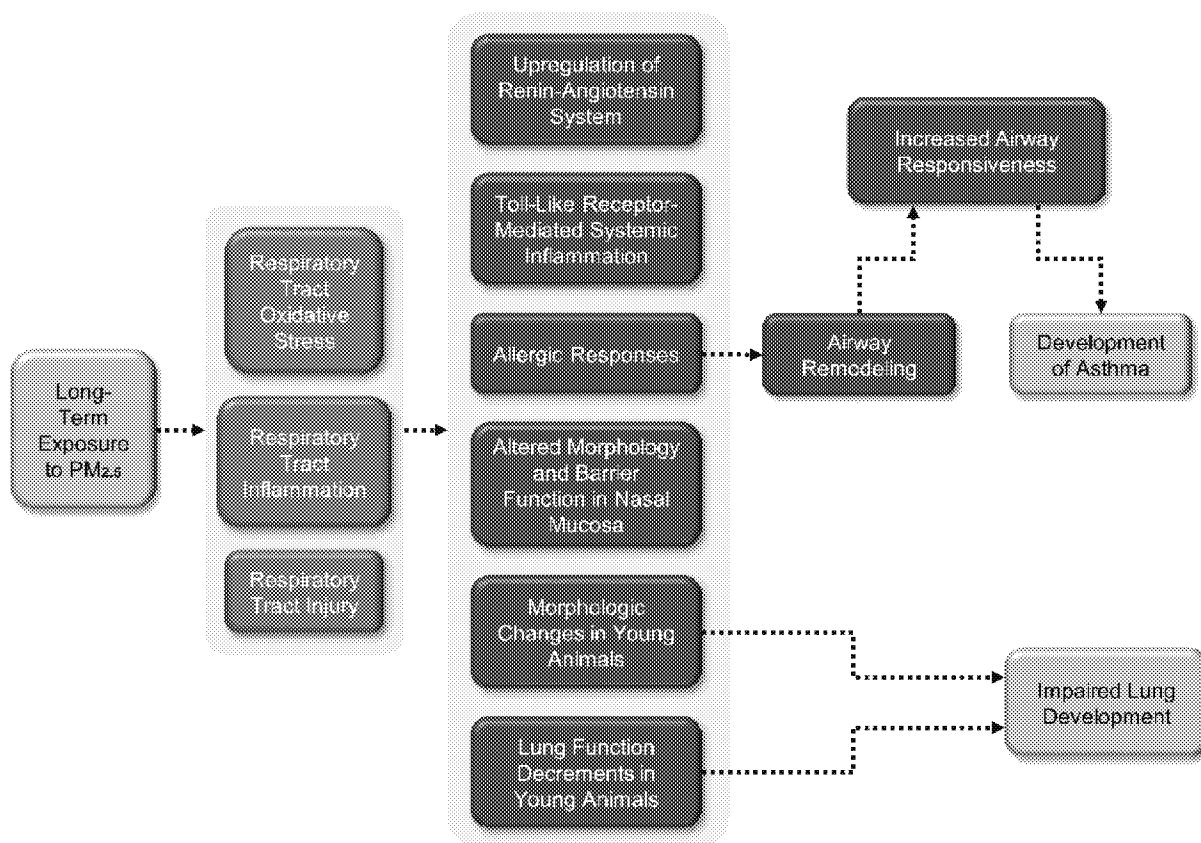 Long-
Term
Exposure
to PM2.5
Respiratory
Tract
Oxidative
Stress
Respiratory
Tract
Inflammation
Respiratory
Tract Injury
Upregulation of
Renin-Angiotensin
System
Toll-Like Receptor-
Mediated Systemic
Inflammation
Allergic Responses
Altered Morphology
and Barrier
Function in Nasal
Mucosa
Morphologic
Changes in Young
Animals
Lung Function
Decrements in
Young Animals
Airway
Remodeling
Increased Airway
Responsiveness
Development
of Asthma
Impaired Lung
Development